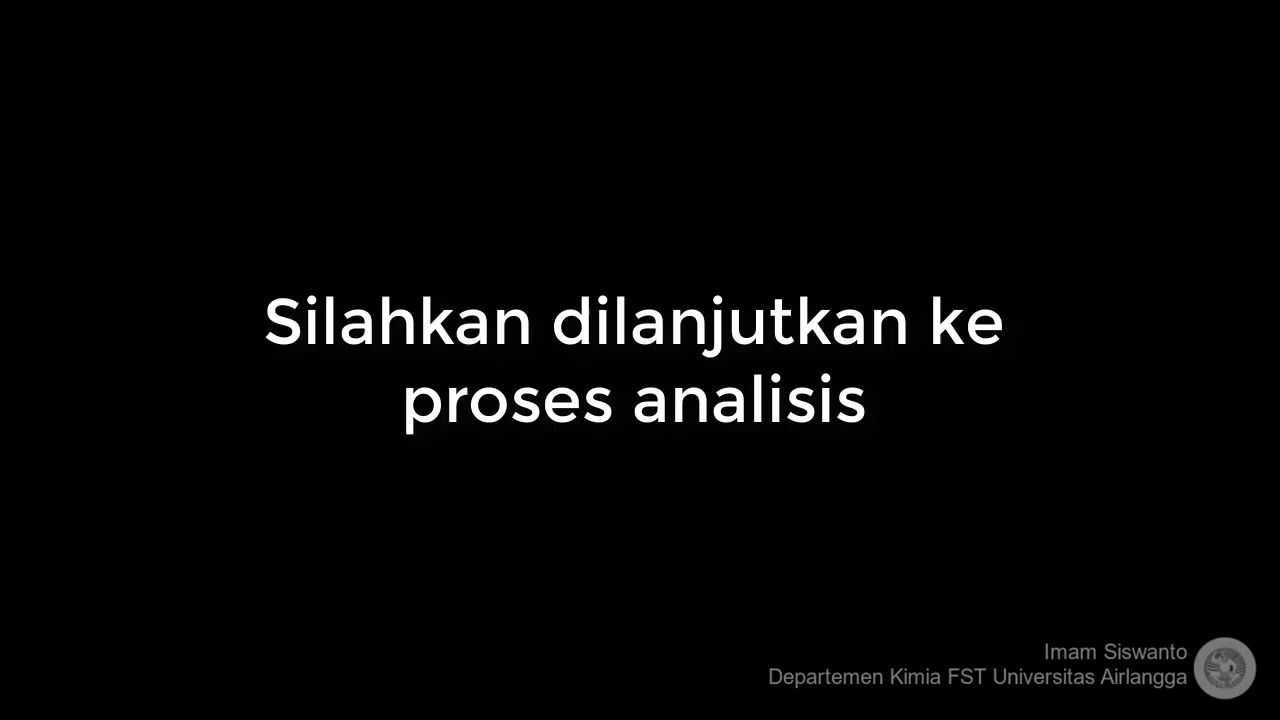 Silahkan dilanjutkan ke
proses analisis
Imam Siswanto
Departemen Kimia FST Universitas Airlangga